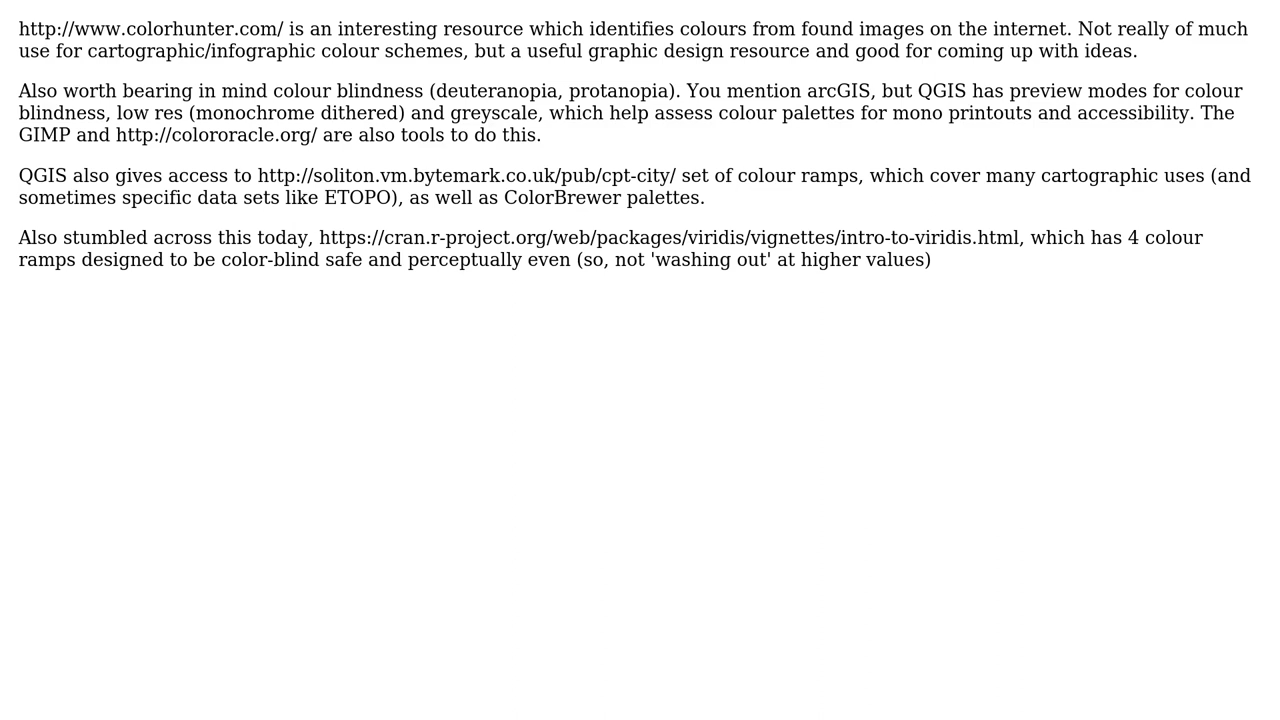 http://www.colorhunter.com/ is an interesting resource which identifies colours from found images on the internet. Not really of much
use for cartographic/infographic colour schemes, but a useful graphic design resource and good for coming up with ideas.
Also worth bearing in mind colour blindness (deuteranopia, protanopia). You mention arcGIS, but QGIS has preview modes for colour
blindness, low res (monochrome dithered) and greyscale, which help assess colour palettes for mono printouts and accessibility. The
GIMP and http://colororacle.org/ are also tools to do this.
QGIS also gives access to http://soliton.vm.bytemark.co.uk/pub/cpt-city/ set of colour ramps, which cover many cartographic uses (and
sometimes specific data sets like ETOPO), as well as ColorBrewer palettes.
Also stumbled across this today, https://cran.r-project.org/web/packages/viridis/vignettes/intro-to-viridis.html, which has 4 colour
ramps designed to be color-blind safe and perceptually even (so, not 'washing out' at higher values)